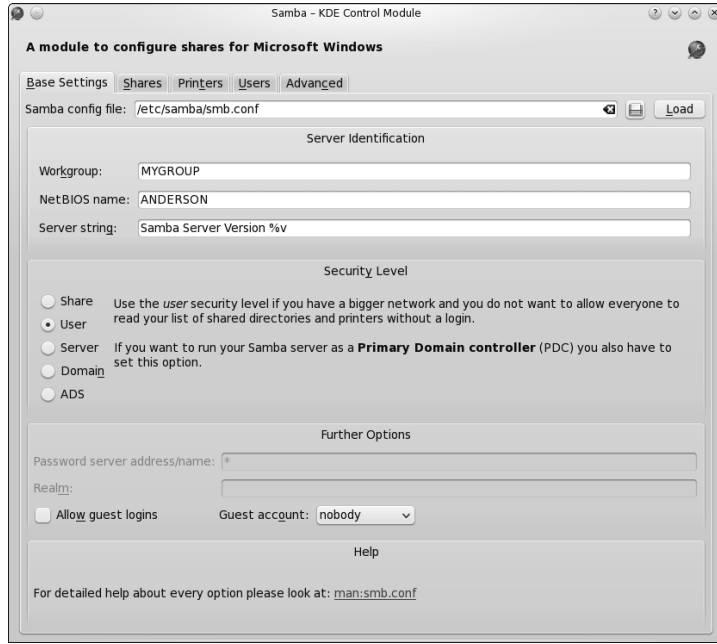 Samba – KDE Control Module
A module to configure shares for Microsoft Windows
Base Settings Shares Printers Users Advanced
Samba config file: /etc/samba/smb.conf Load
Server Identification
Workgroup: MYGROUP
NetBIOS name: ANDERSON
Server string: Samba Server Version %v
Security Level
Share
User
Server
Domain
ADS
Use the user security level if you have a bigger network and you do not want to allow everyone to
read your list of shared directories and printers without a login.
If you want to run your Samba server as a Primary Domain controller (PDC) you also have to
set this option.
Further Options
Password server address/name: *
Realm:
Allow guest logins Guest account: nobody
Help
For detailed help about every option please look at: man:smb.conf